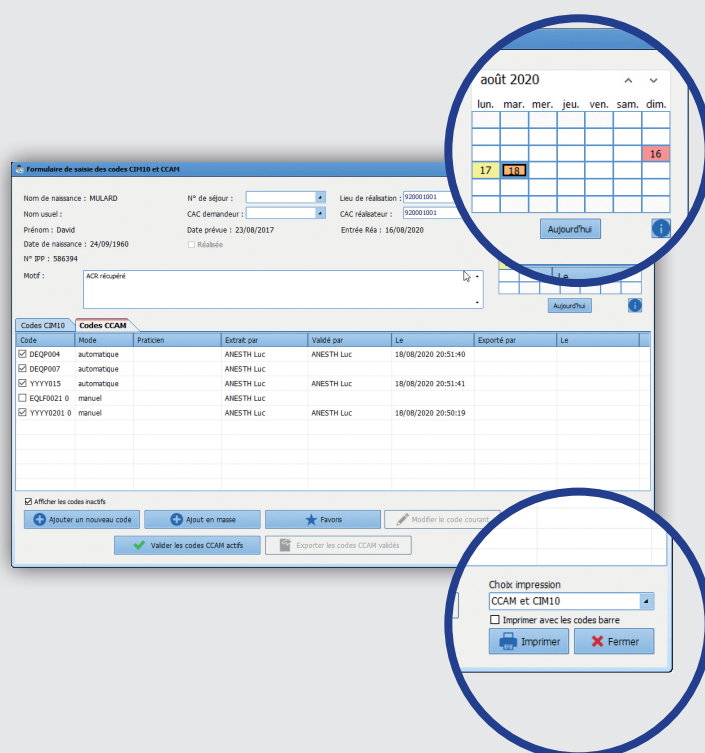 août 2020
lun. mar. mer. jeu. ven. sam. dim.
16
17 18
Aujourd'hui
Formulaire de saisie des codes CIM10 et CCAM
Nom de naissance : MULARD N° de séjour : Lieu de réalisation : 920001001
Nom usuel : CAC demandeur : CAC réalisateur : 920001001
Prénom : David Date prévue : 23/08/2017 Entrée Réa : 16/08/2020
Date de naissance : 24/09/1960 Réalisée
N° IPP : 586394
Motif : ACR récupéré
Le
Aujourd'hui
Codes CIM10 Codes CCAM
Code Mode Praticien Extrait par Validé par Le Exporté par Le
DEQP004 automatique ANESTH Luc ANESTH Luc 18/08/2020 20:51:40
DEQP007 automatique ANESTH Luc
YYYY015 automatique ANESTH Luc ANESTH Luc 18/08/2020 20:51:41
EQLF0021 0 manuel ANESTH Luc
YYYY0201 0 manuel ANESTH Luc ANESTH Luc 18/08/2020 20:50:19
Afficher les codes inactifs
Ajouter un nouveau code Ajout en masse Favoris Modifier le code courant
Valider les codes CCAM actifs Exporter les codes CCAM validés
Choix impression
CCAM et CIM10
Imprimer avec les codes barre
Imprimer Fermer